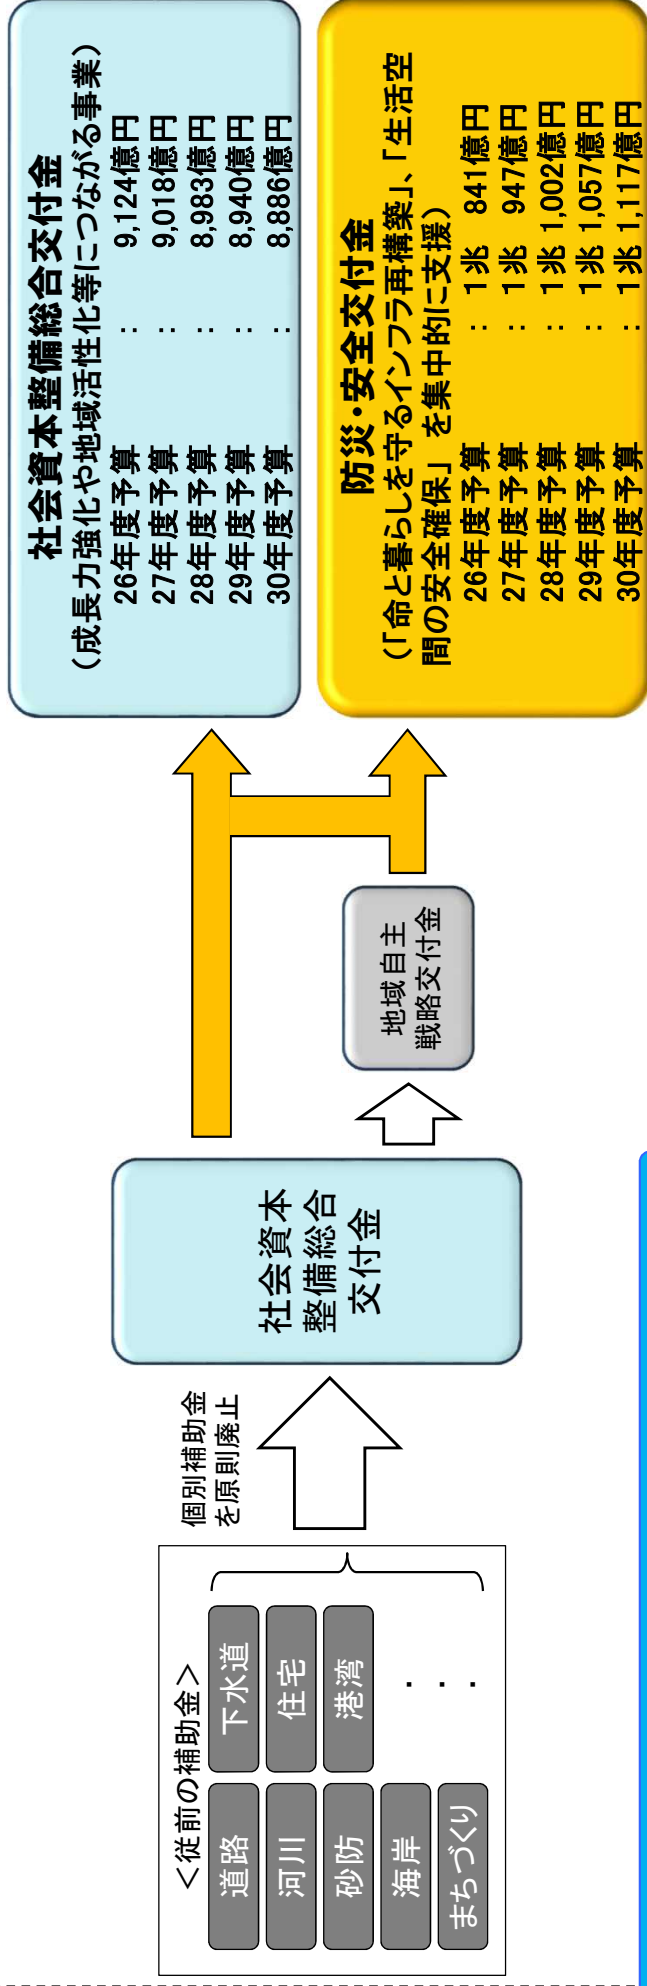 ＜従前の補助金＞
道路
下水道
河川
住宅
砂防
港湾
海岸
まちづくり
・・・
個別補助金
を原則廃止
社会資本
整備総合
交付金
地域自主
戦略交付金
社会資本整備総合交付金
（成長力強化や地域活性化等につながる事業）
26年度予算 ： 9,124億円
27年度予算 ： 9,018億円
28年度予算 ： 8,983億円
29年度予算 ： 8,940億円
30年度予算 ： 8,886億円
防災・安全交付金
（「命と暮らしを守るインフラ再構築」、「生活空
間の安全確保」 を集中的に支援）
26年度予算 ： 1兆 841億円
27年度予算 ： 1兆 947億円
28年度予算 ： 1兆 1,002億円
29年度予算 ： 1兆 1,057億円
30年度予算 ： 1兆 1,117億円